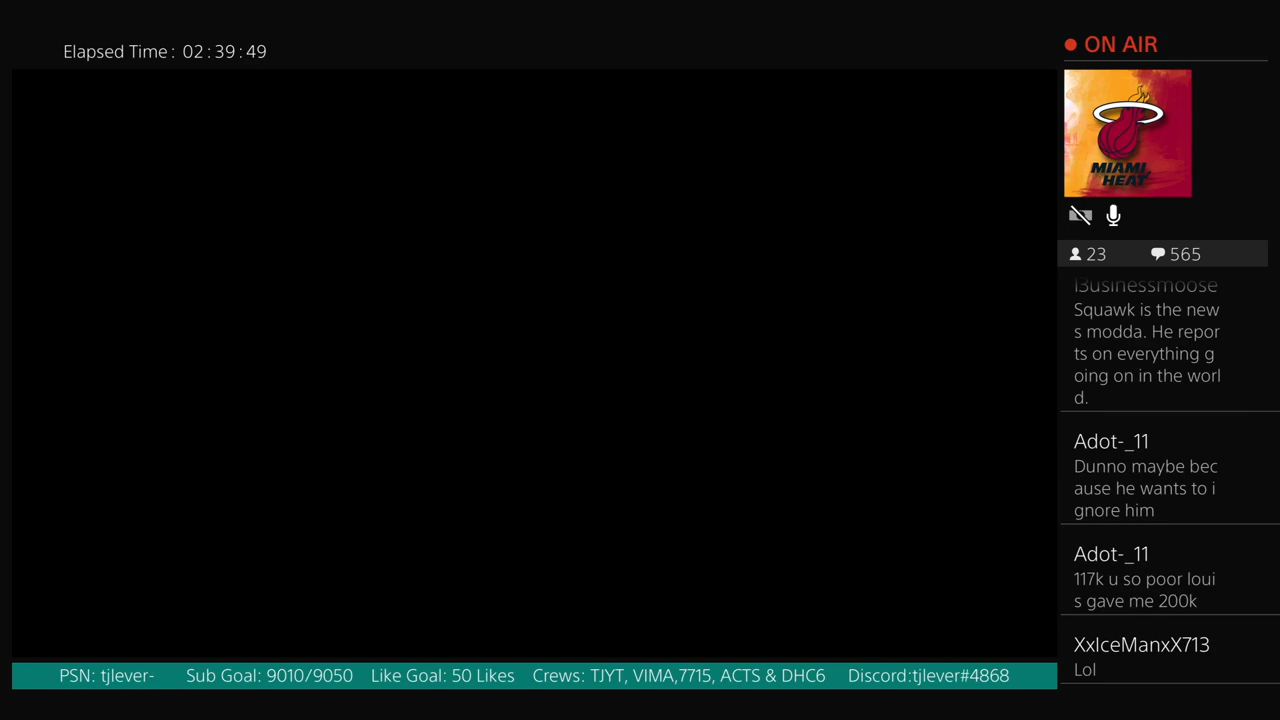 Elapsed Time: 02:39:49
ON AIR
MIAMI
HEAT
23 565
I3usinessmoose
Squawk is the new
s modda. He repor
ts on everything g
oing on in the worl
d.
Adot-_11
Dunno maybe bec
ause he wants to i
gnore him
Adot-_11
117k u so poor loui
s gave me 200k
XxIceManxX713
Lol
PSN: tjlever- Sub Goal: 9010/9050 Like Goal: 50 Likes Crews: TJYT, VIMA,7715, ACTS & DHC6 Discord:tjlever#4868